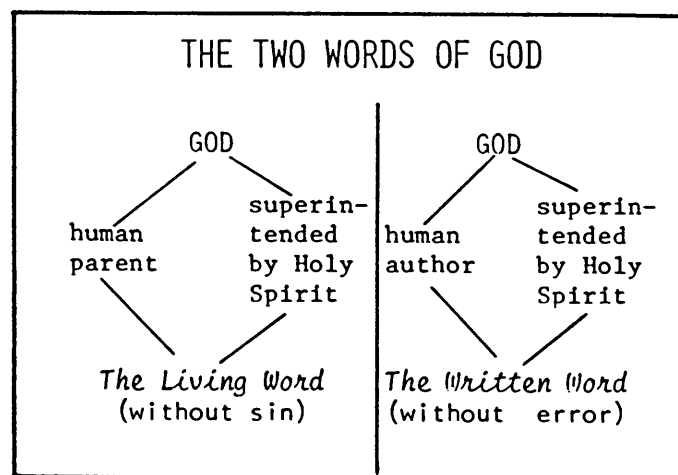 THE TWO WORDS OF GOD
GOD
human
parent
superin-
tended
by Holy
Spirit
The Living Word
(without sin)
GOD
human
author
superin-
tended
by Holy
Spirit
The Written Word
(without error)